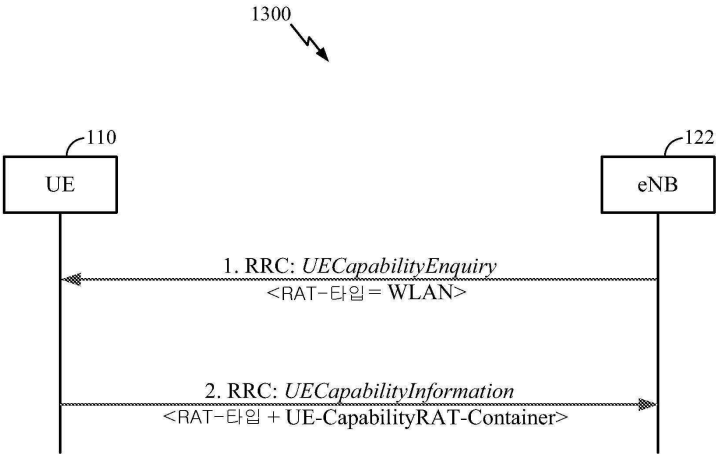 1300
110
122
UE
eNB
1. RRC: UECapabilityEnquiry
<RAT-타입 = WLAN>
2. RRC: UECapabilityInformation
<RAT-타입 + UE-CapabilityRAT-Container>